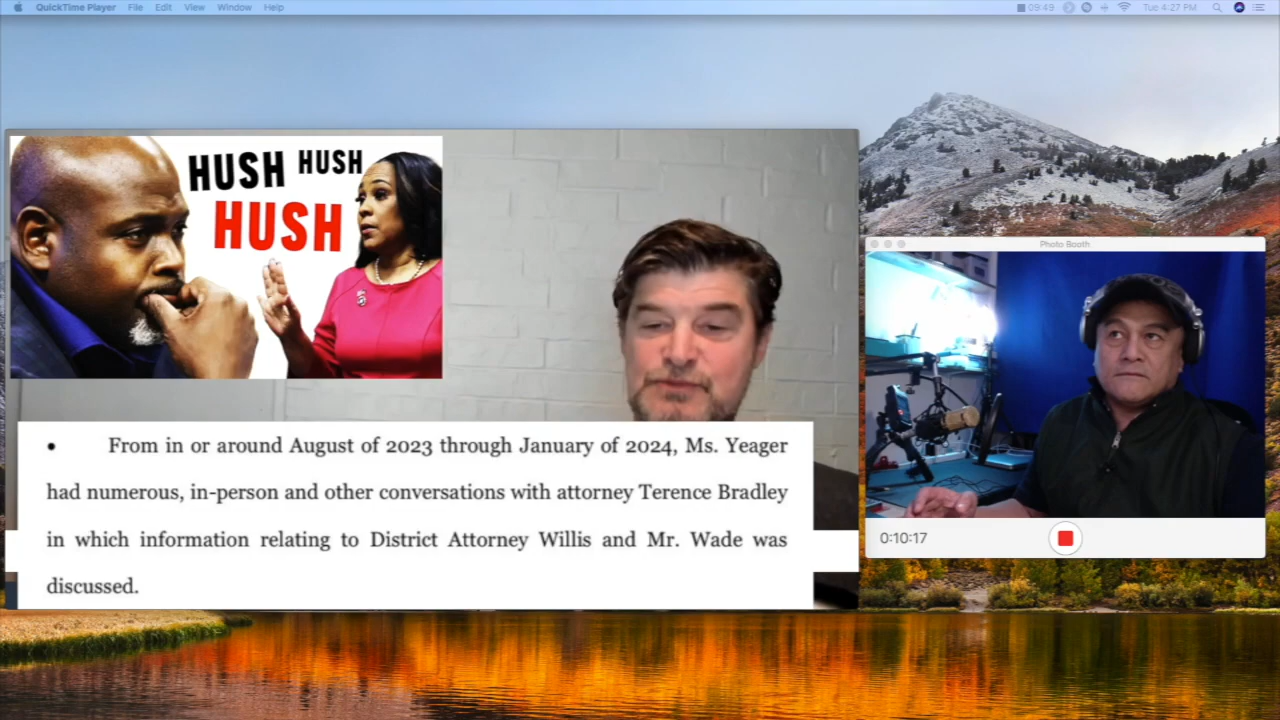 QuickTime Player File Edit View Window Help 09:49 Tue 4:27 PM
HUSH HUSH
HUSH
Photo Booth
From in or around August of 2023 through January of 2024, Ms. Yeager
had numerous, in-person and other conversations with attorney Terence Bradley
in which information relating to District Attorney Willis and Mr. Wade was
discussed.
0:10:17